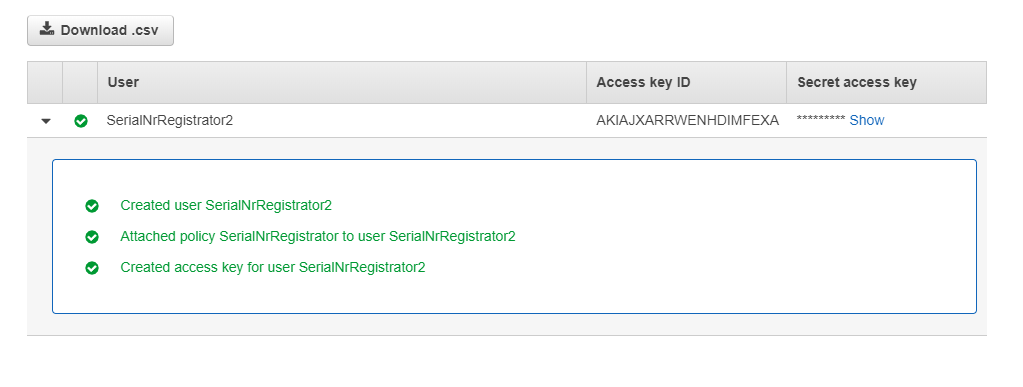 Download .csv
User Access key ID Secret access key
SerialNrRegistrator2 AKIAJXARRWENHDIMFEXA ********* Show
Created user SerialNrRegistrator2
Attached policy SerialNrRegistrator to user SerialNrRegistrator2
Created access key for user SerialNrRegistrator2